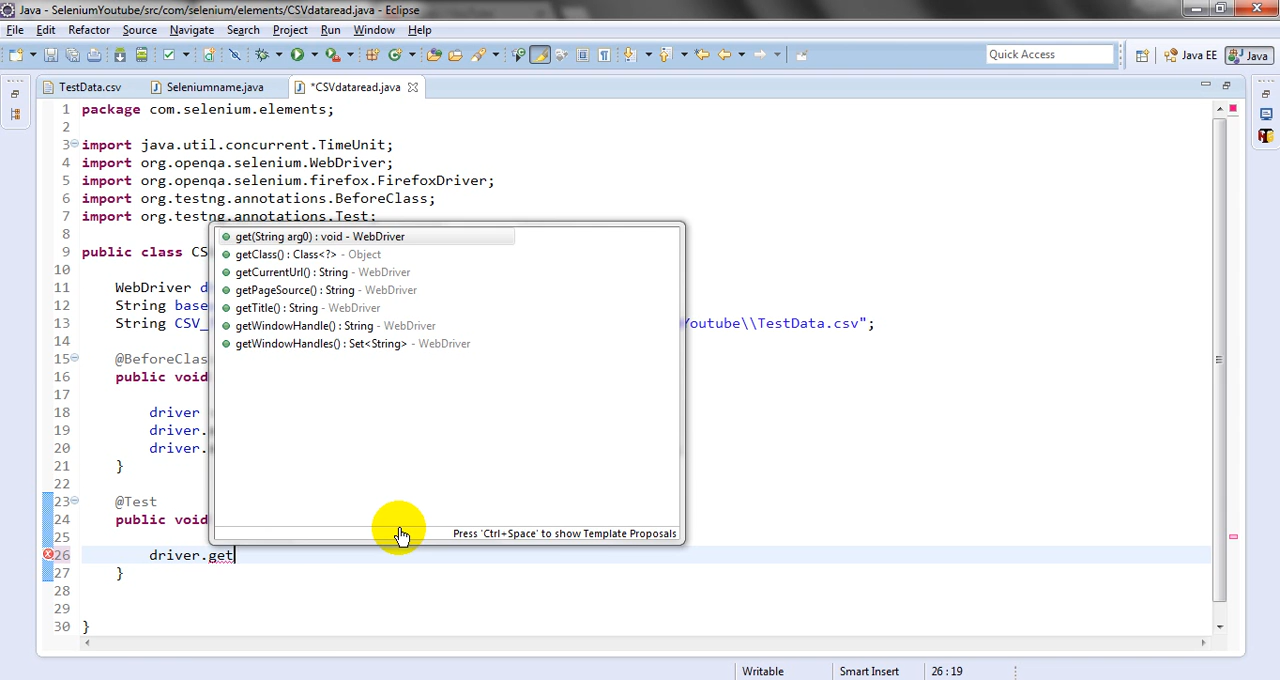 Java - SeleniumYoutube/src/com/selenium/elements/CSVdataread.java - Eclipse
File Edit Refactor Source Navigate Search Project Run Window Help
Quick Access Java EE Java
TestData.csv Seleniumname.java *CSVdataread.java
1 package com.selenium.elements;
2
3 import java.util.concurrent.TimeUnit;
4 import org.openqa.selenium.WebDriver;
5 import org.openqa.selenium.firefox.FirefoxDriver;
6 import org.testng.annotations.BeforeClass;
7 import org.testng.annotations.Test;
8 get(String arg0) : void - WebDriver
9 public class CS getClass() : Class<?> - Object
10 getCurrentUrl() : String - WebDriver
11 WebDriver d getPageSource() : String - WebDriver
12 String base getTitle() : String - WebDriver
13 String CSV_ getWindowHandle() : String - WebDriver Youtube\\TestData.csv";
14 getWindowHandles() : Set<String> - WebDriver
15 @BeforeClas
16 public void
17
18 driver
19 driver.
20 driver.
21 }
22
23 @Test
24 public void
25 Press 'Ctrl+Space' to show Template Proposals
26 driver.get
27 }
28
29
30 }
Writable Smart Insert 26 : 19